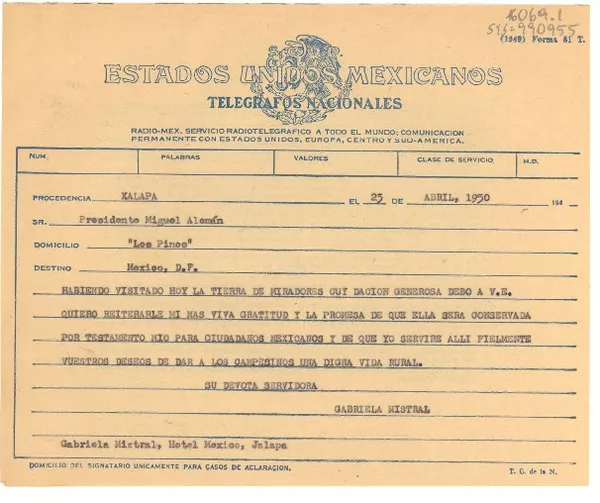 16069.1
Sys=990955
(1949) Forma 81 T.
ESTADOS UNIDOS MEXICANOS
TELEGRAFOS NACIONALES
RADIO-MEX. SERVICIO RADIOTELEGRAFICO A TODO EL MUNDO: COMUNICACION
PERMANENTE CON ESTADOS UNIDOS, EUROPA, CENTRO Y SUD-AMERICA.
NUM. PALABRAS VALORES CLASE DE SERVICIO H.D.
PROCEDENCIA XALAPA EL 23 DE ABRIL, 1950 194
SR. Presidente Miguel Alemán
DOMICILIO "Los Pinos"
DESTINO Mexico, D.F.
HABIENDO VISITADO HOY LA TIERRA DE MIRADORES CUY DACION GENEROSA DEBO A V.E.
QUIERO REITERARLE MI MAS VIVA GRATITUD Y LA PROMESA DE QUE ELLA SERA CONSERVADA
POR TESTAMENTO MIO PARA CIUDADANOS MEXICANOS Y DE QUE YO SERVIRE ALLI FIELMENTE
VUESTROS DESEOS DE DAR A LOS CAMPESINOS UNA DIGNA VIDA RURAL.
SU DEVOTA SERVIDORA
GABRIELA MISTRAL
Gabriela Mistral, Hotel Mexico, Jalapa
DOMICILIO DEL SIGNATARIO UNICAMENTE PARA CASOS DE ACLARACION.
T. G. de la N.